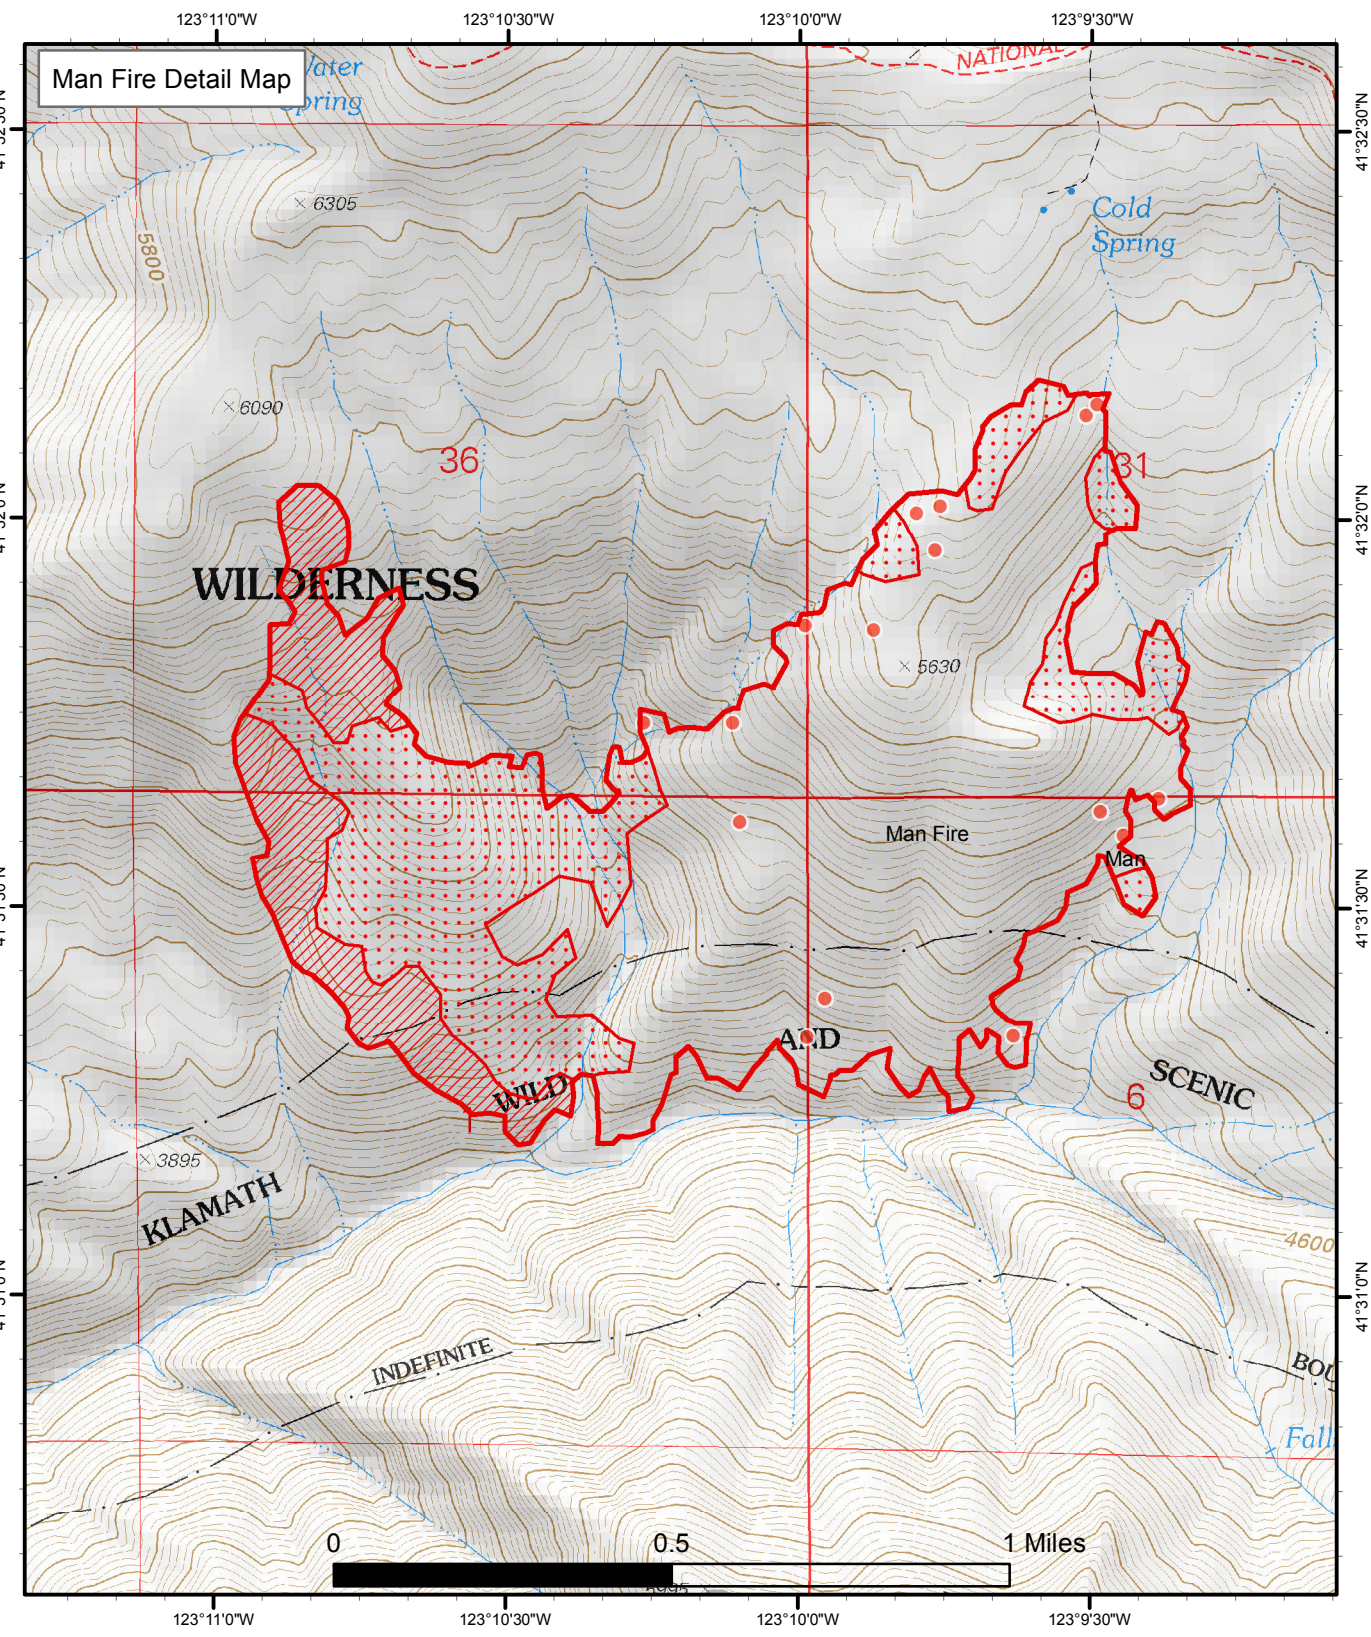 123°11'0"W
123°10'30"W
123°10'0"W
123°9'30"W
Man Fire Detail Map
Water
Spring
NATIONAL
41°32'30"N
6305
Cold
Spring
5800
6090
36
31
41°32'0"N
WILDERNESS
5630
Man Fire
Man
41°31'30"N
AND
WILD
SCENIC
6
3895
KLAMATH
4600
41°31'0"N
INDEFINITE
BOU
Fall
0
0.5
1 Miles
123°11'0"W
123°10'30"W
123°10'0"W
123°9'30"W